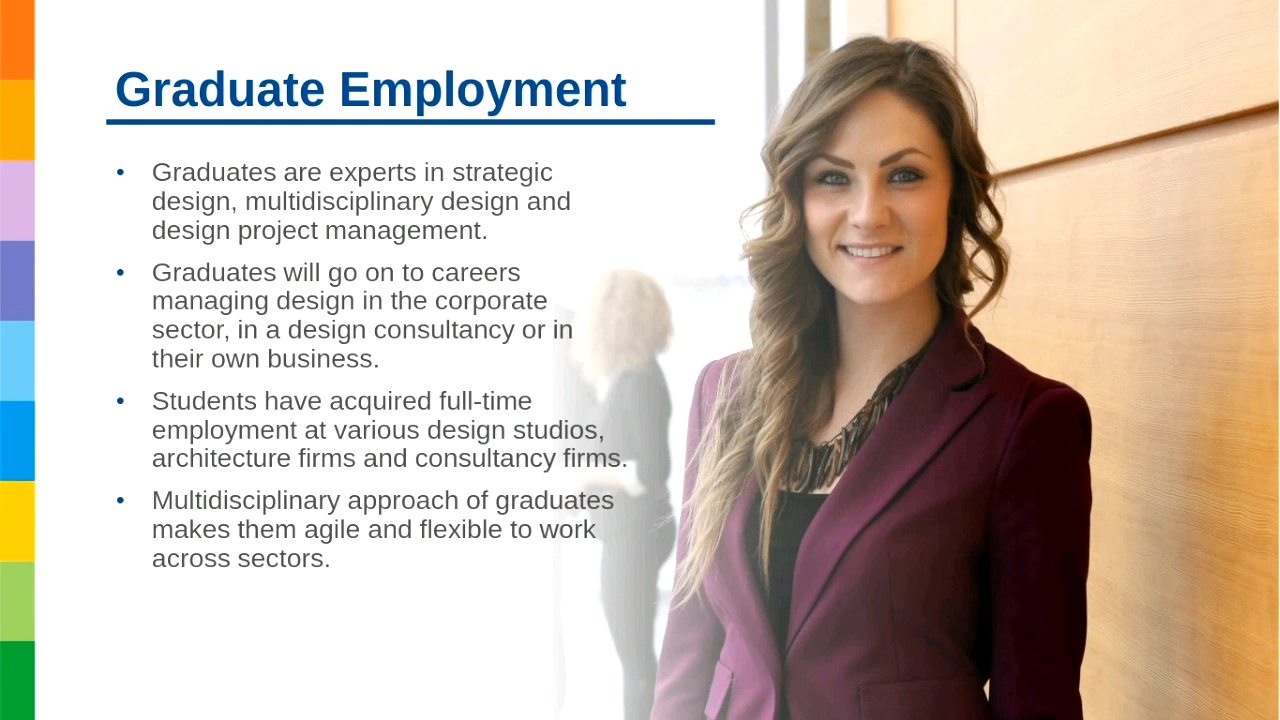 Graduate Employment
• Graduates are experts in strategic
design, multidisciplinary design and
design project management.
• Graduates will go on to careers
managing design in the corporate
sector, in a design consultancy or in
their own business.
• Students have acquired full-time
employment at various design studios,
architecture firms and consultancy firms.
• Multidisciplinary approach of graduates
makes them agile and flexible to work
across sectors.